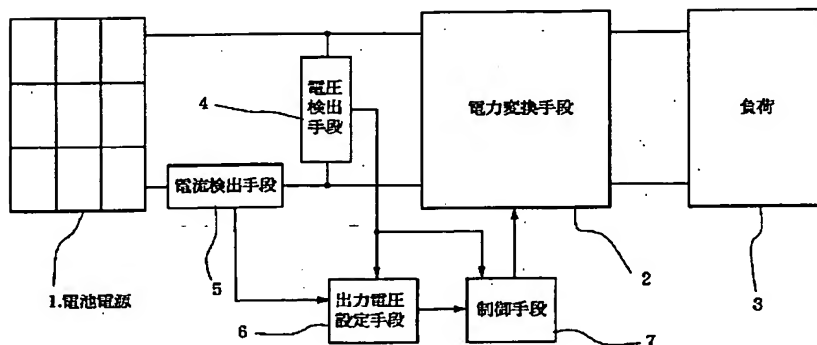 4
電圧
検出
手段
電力変換手段
負荷
電流検出手段
5
1.電池電源
出力電圧
設定手段
6
制御手段
7
2
3